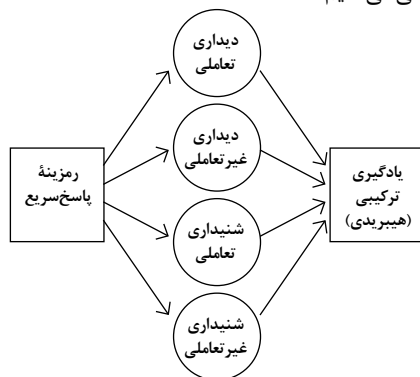 دیداری
تعاملی
دیداری
غیرتعاملی
رمزینهٔ
پاسخ‌سریع
یادگیری
ترکیبی
(هیبریدی)
شنیداری
تعاملی
شنیداری
غیرتعاملی